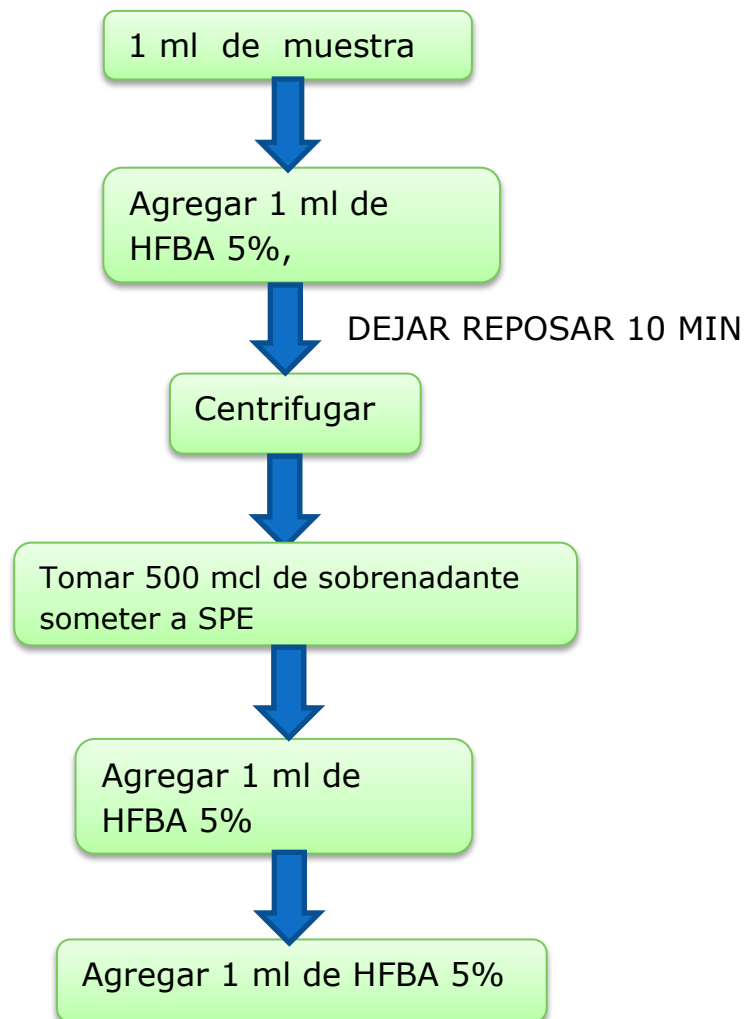 1 ml de muestra
Agregar 1 ml de
HFBA 5%,
DEJAR REPOSAR 10 MIN
Centrifugar
Tomar 500 mcl de sobrenadante
someter a SPE
Agregar 1 ml de
HFBA 5%
Agregar 1 ml de HFBA 5%